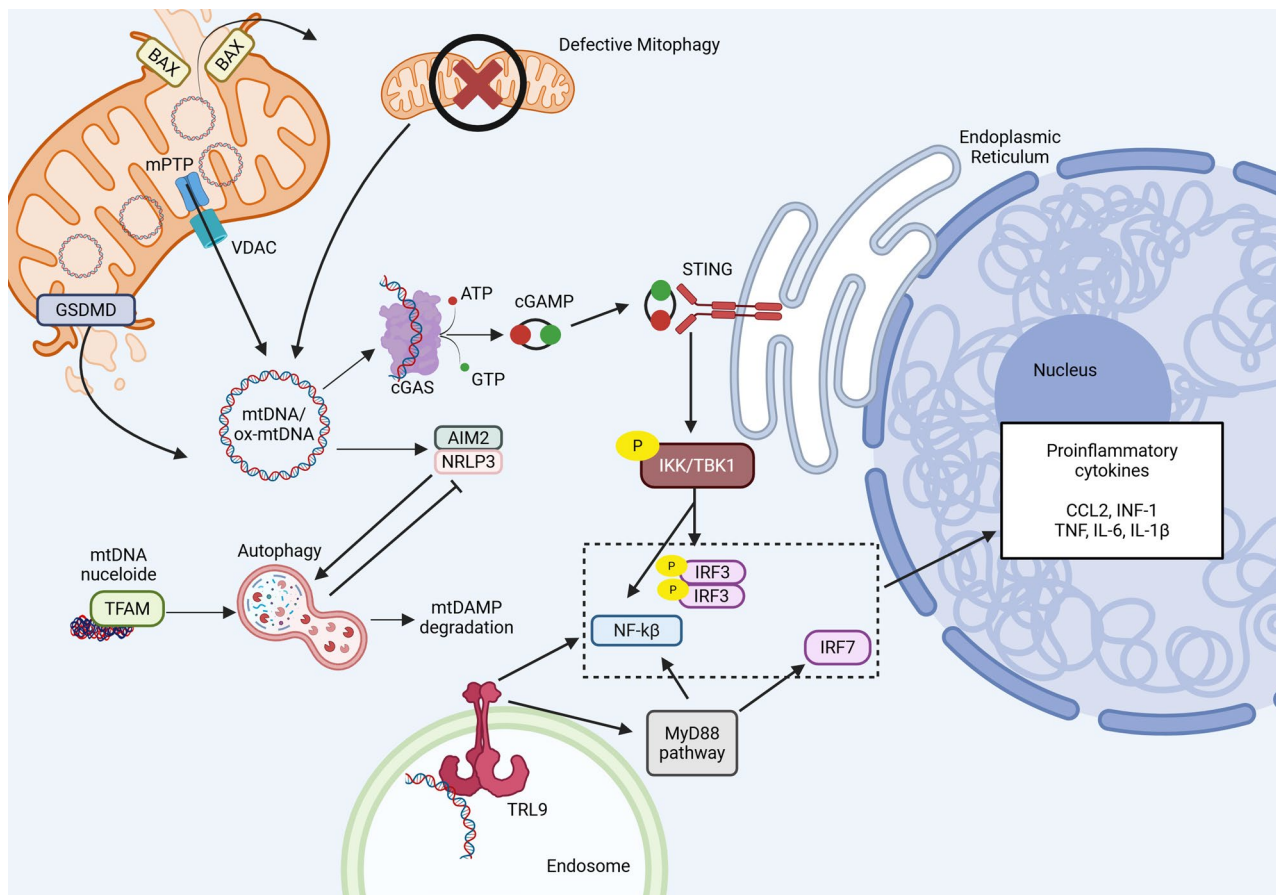 BAX
BAX
Defective Mitophagy
mPTP
VDAC
GSDMD
Endoplasmic
Reticulum
STING
ATP
cGAMP
cGAS
GTP
mtDNA/
ox-mtDNA
AIM2
NRLP3
Nucleus
P
IKK/TBK1
Proinflammatory
cytokines
CCL2, INF-1
TNF, IL-6, IL-1β
mtDNA
nuceloide
TFAM
Autophagy
mtDAMP
degradation
P
IRF3
P
IRF3
NF-kβ
IRF7
MyD88
pathway
TRL9
Endosome